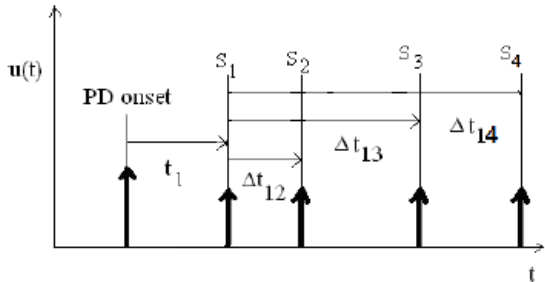 u(t)
S1 S2 S3 S4
PD onset
t1 Δt12 Δt13 Δt14
t